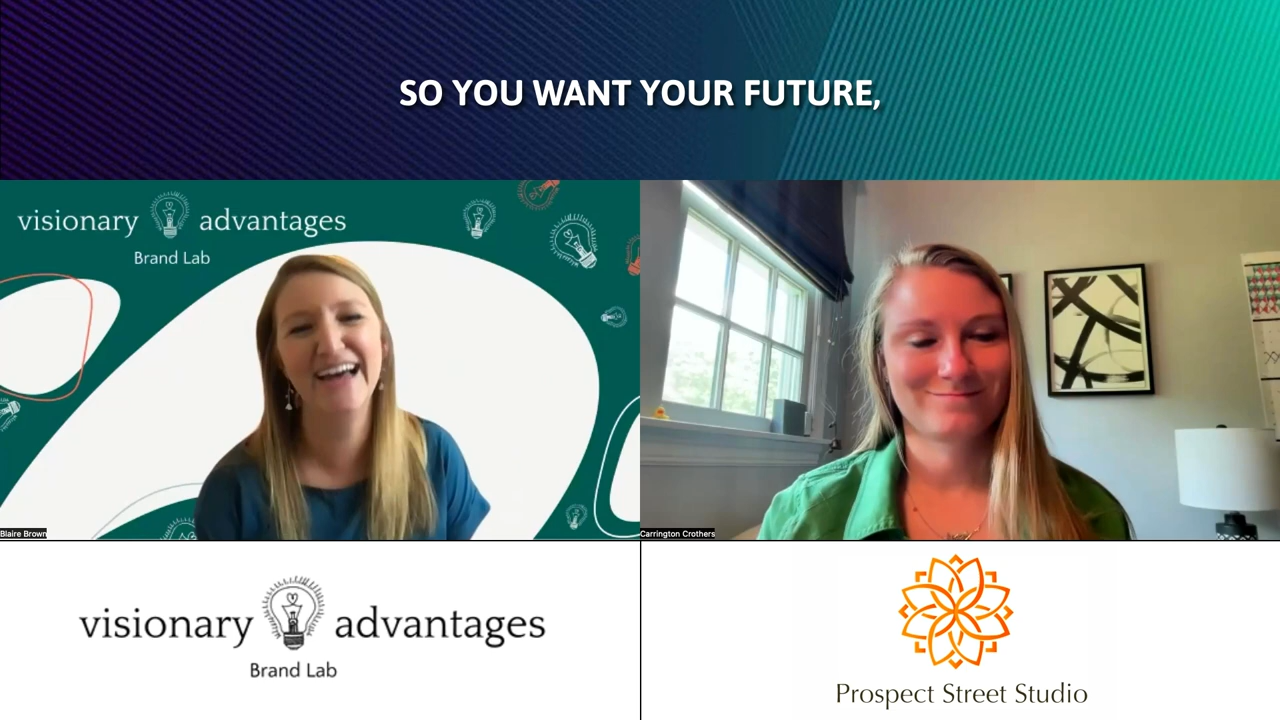 SO YOU WANT YOUR FUTURE,
visionary advantages
Brand Lab
Blaire Brown
Carrington Crothers
visionary advantages
Brand Lab
Prospect Street Studio